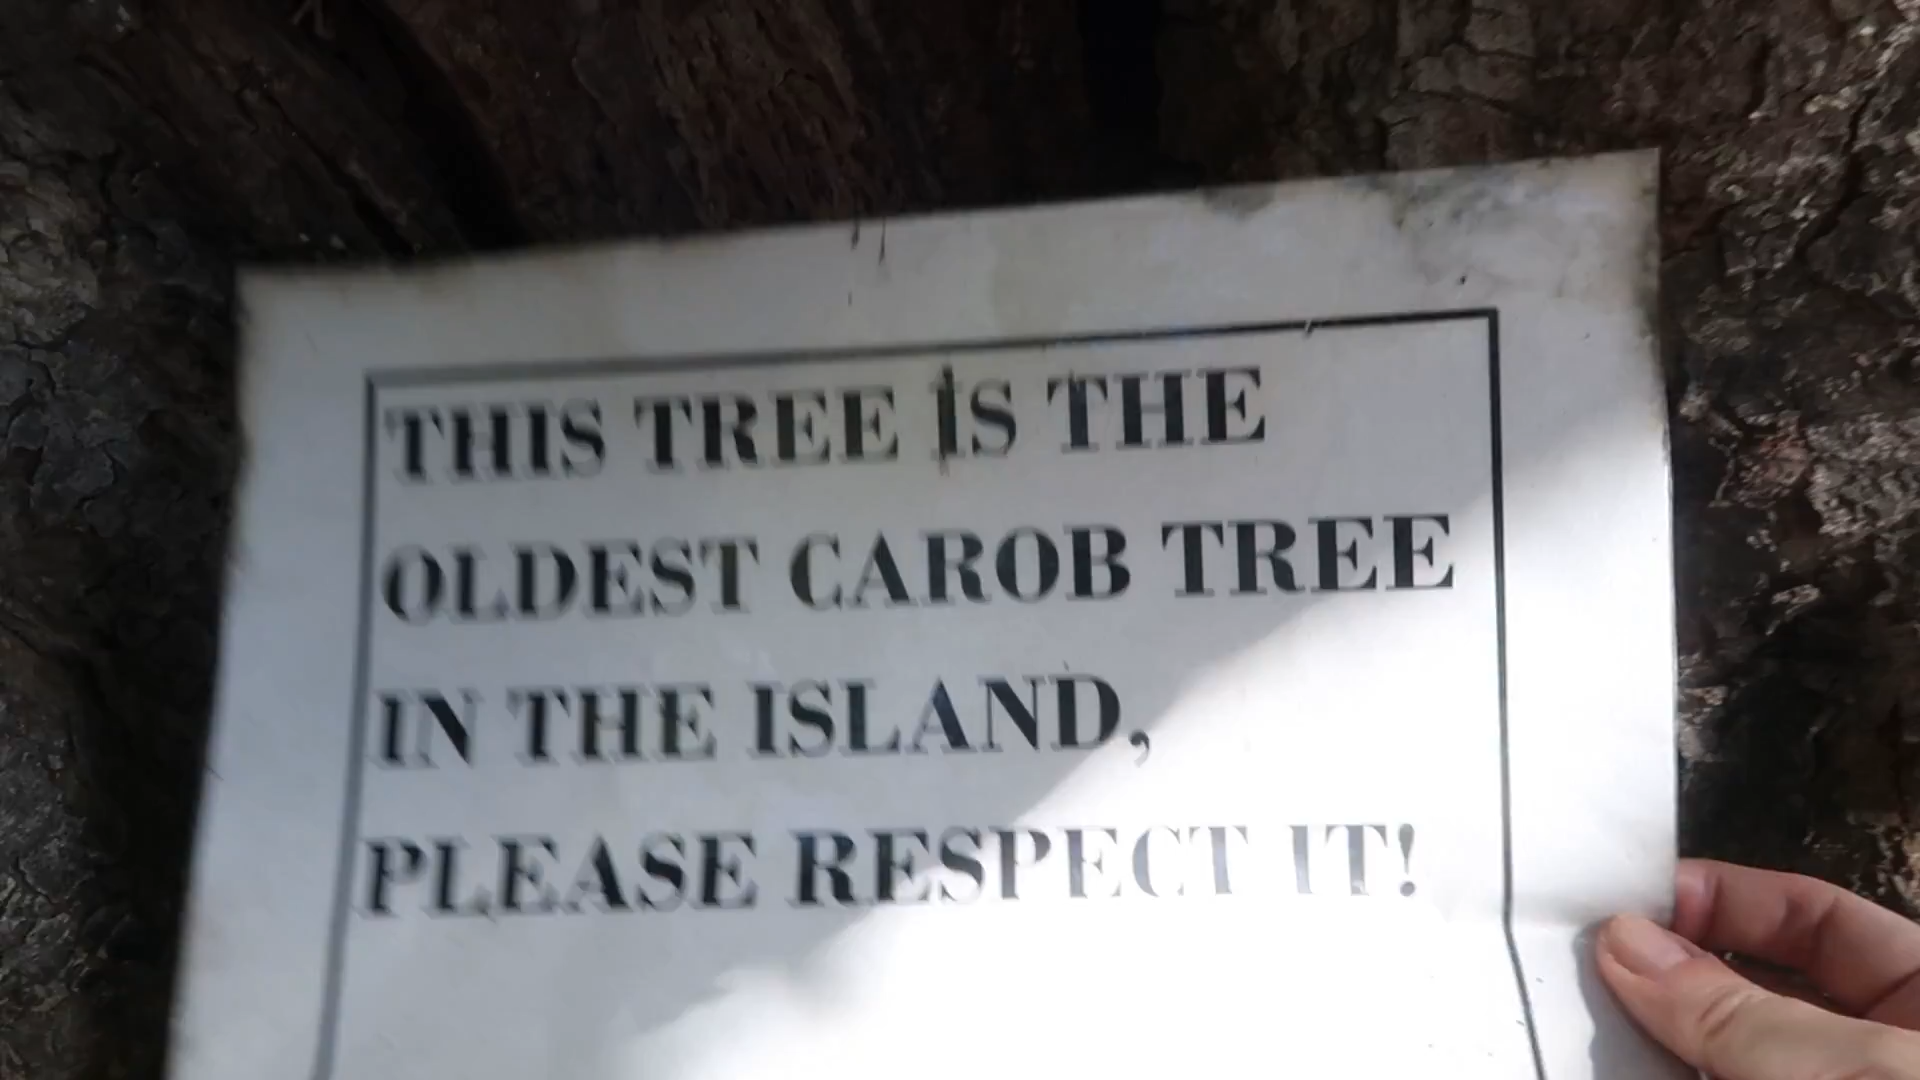 THIS TREE IS THE
OLDEST CAROB TREE
IN THE ISLAND,
PLEASE RESPECT IT!